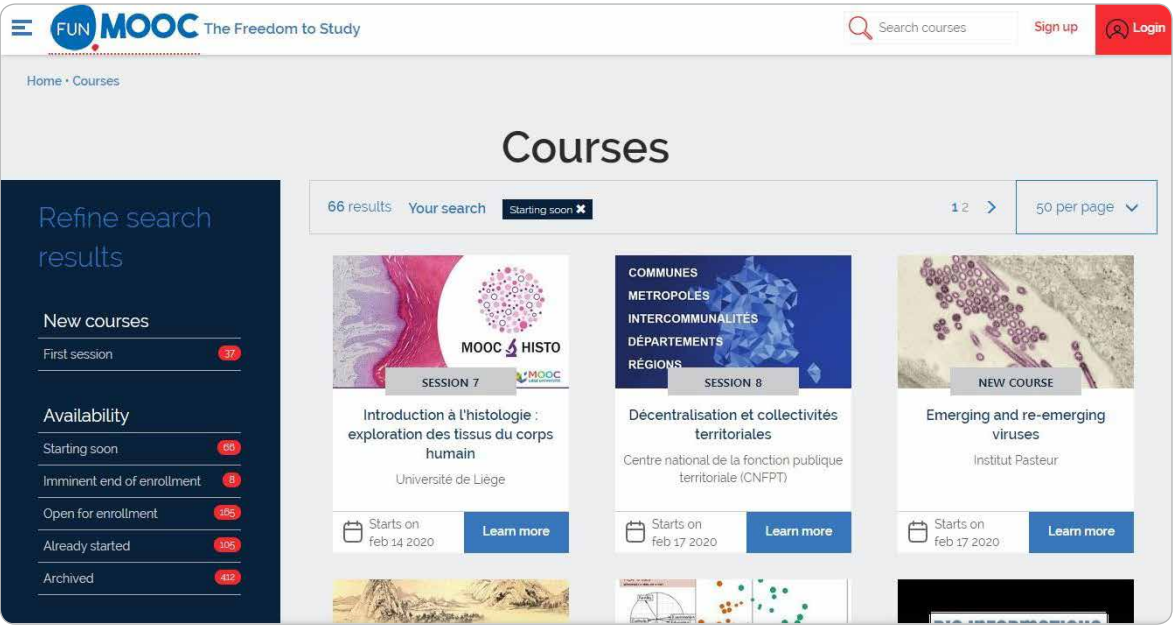 FUN MOOC The Freedom to Study
Search courses
Sign up
Login
Home • Courses
Courses
Refine search
results
New courses
First session 37
Availability
Starting soon 66
Imminent end of enrollment 8
Open for enrollment 165
Already started 105
Archived 412
66 results Your search Starting soon ✖
1 2
50 per page
MOOC HISTO
MOOC
SESSION 7
Introduction à l'histologie :
exploration des tissus du corps
humain
Université de Liège
Starts on
feb 14 2020
Learn more
COMMUNES
METROPOLES
INTERCOMMUNALITÉS
DÉPARTEMENTS
RÉGIONS
SESSION 8
Décentralisation et collectivités
territoriales
Centre national de la fonction publique
territoriale (CNFPT)
Starts on
feb 17 2020
Learn more
NEW COURSE
Emerging and re-emerging
viruses
Institut Pasteur
Starts on
feb 17 2020
Learn more